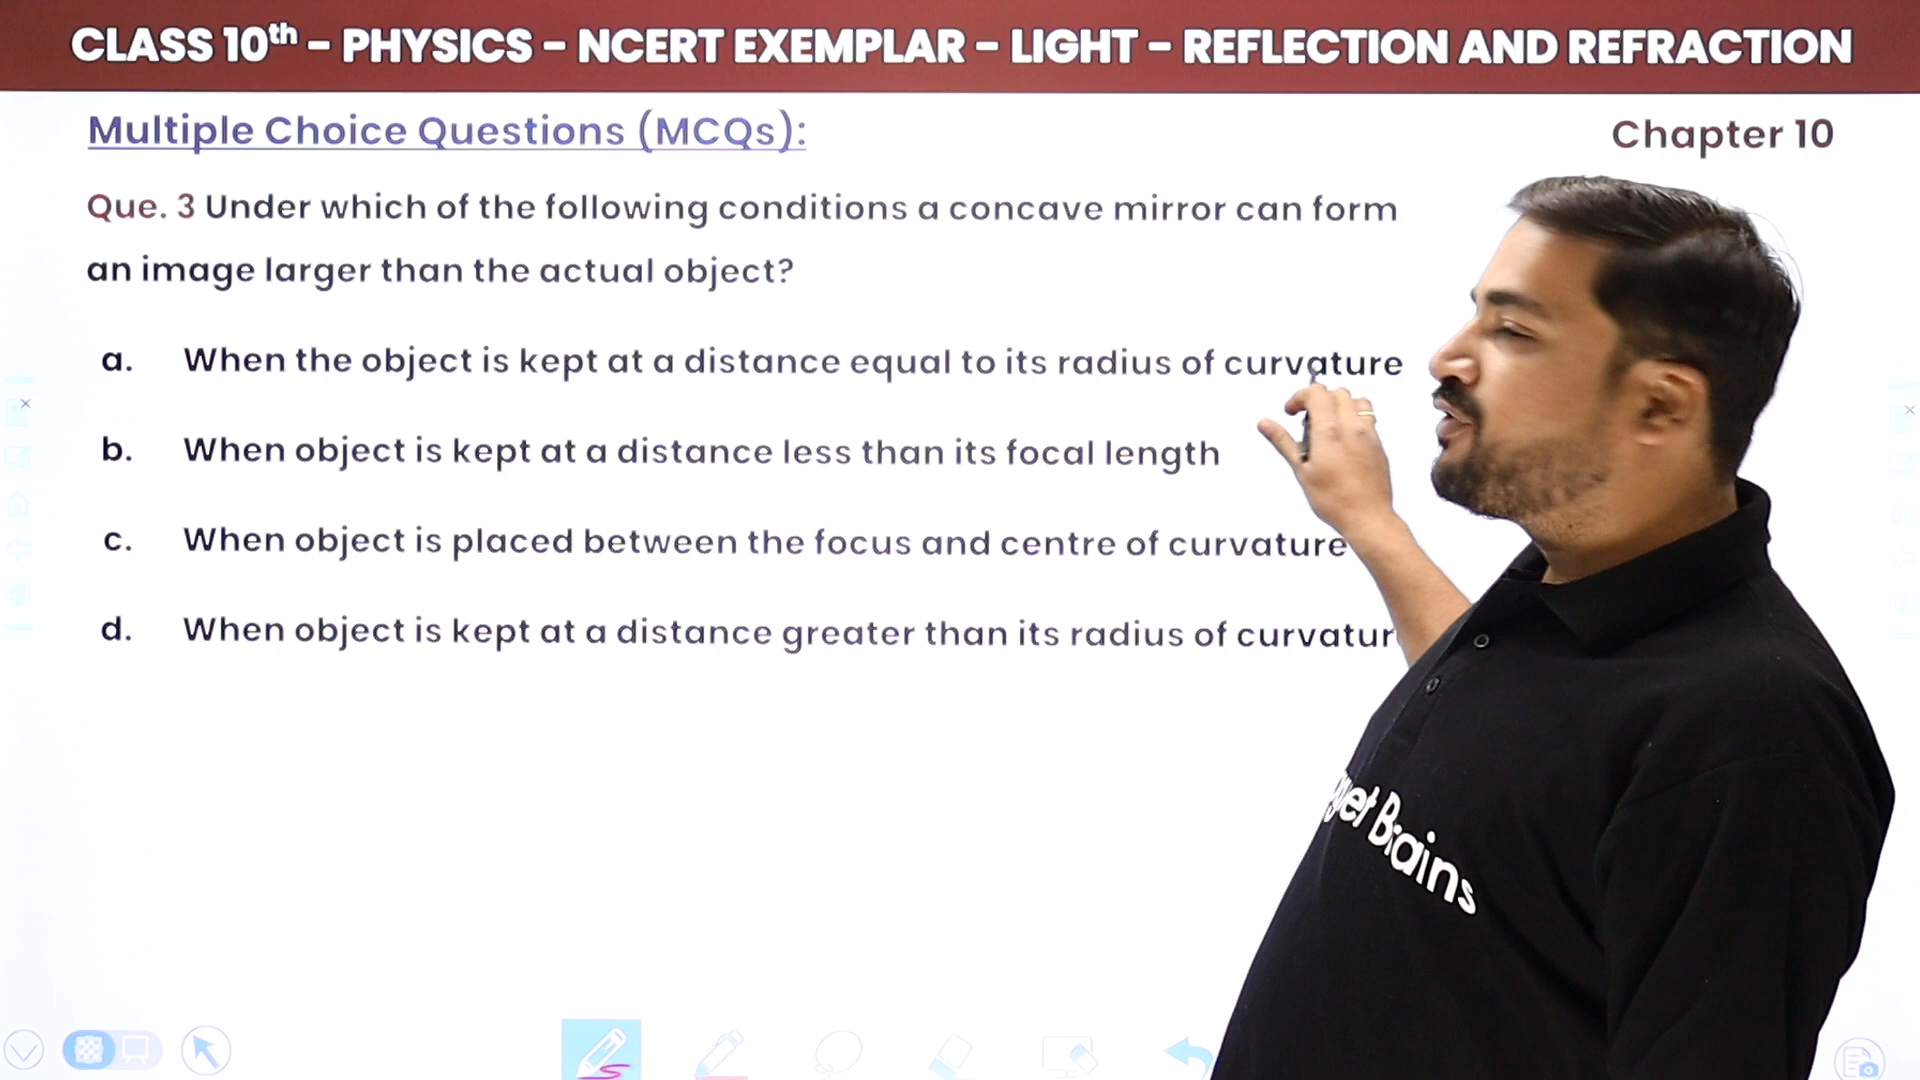 CLASS 10th - PHYSICS - NCERT EXEMPLAR - LIGHT - REFLECTION AND REFRACTION
Multiple Choice Questions (MCQs):
Chapter 10
Que. 3 Under which of the following conditions a concave mirror can form
an image larger than the actual object?
a. When the object is kept at a distance equal to its radius of curvature
b. When object is kept at a distance less than its focal length
c. When object is placed between the focus and centre of curvature
d. When object is kept at a distance greater than its radius of
Brains